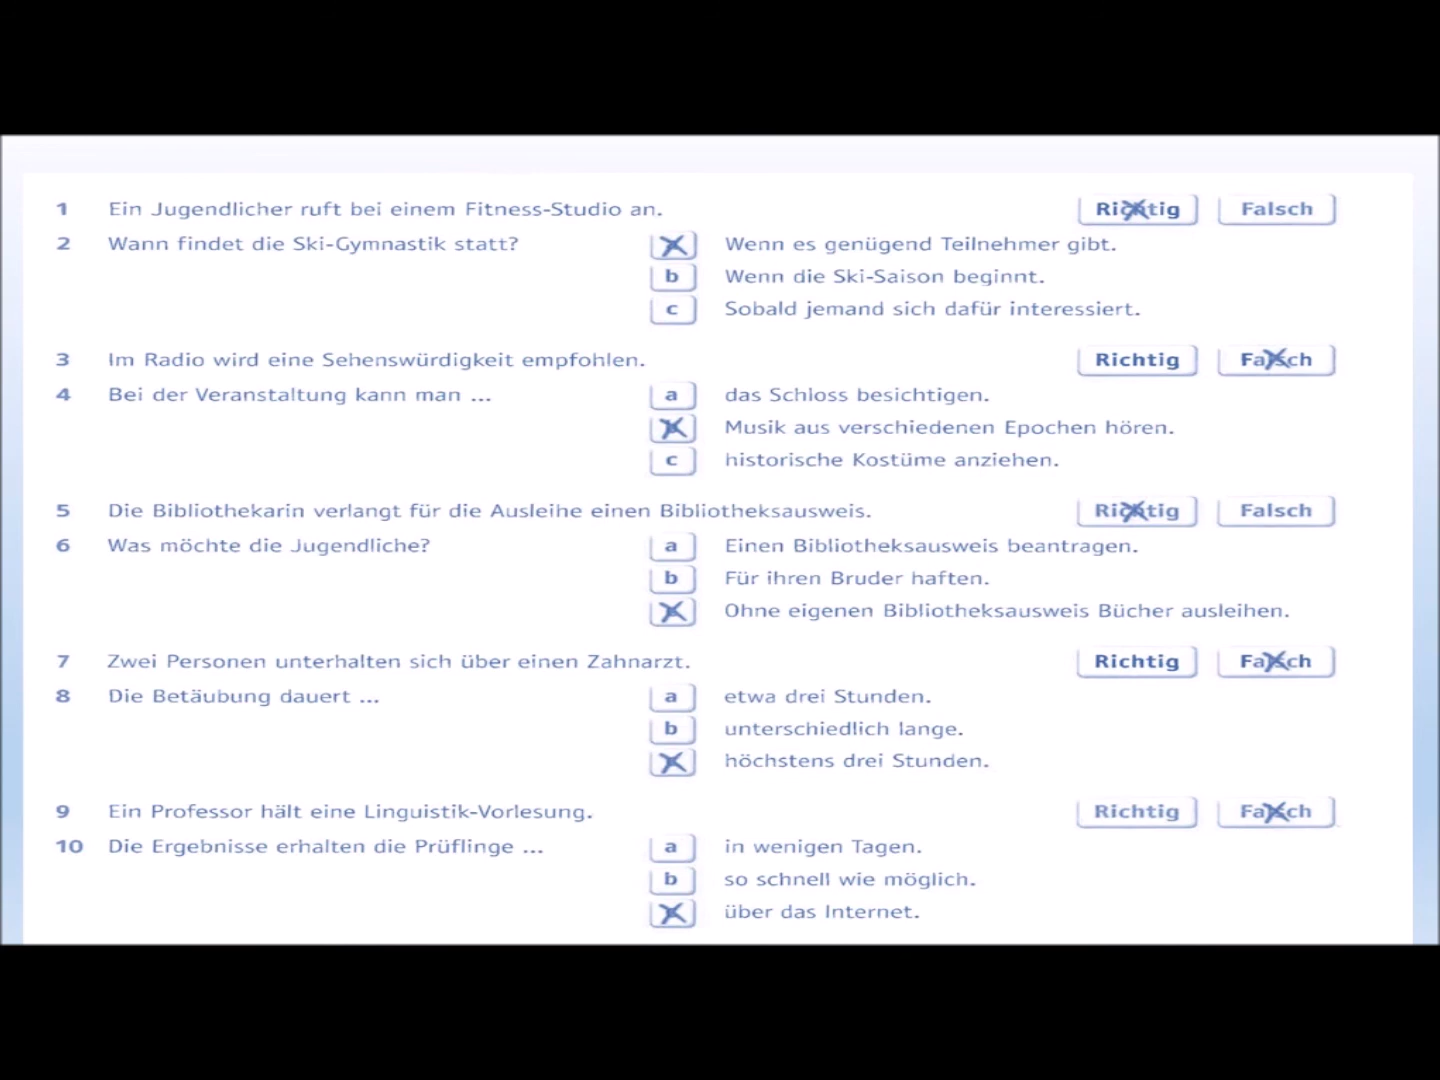 1 Ein Jugendlicher ruft bei einem Fitness-Studio an. Richtig Falsch
2 Wann findet die Ski-Gymnastik statt? Wenn es genügend Teilnehmer gibt.
b Wenn die Ski-Saison beginnt.
c Sobald jemand sich dafür interessiert.
3 Im Radio wird eine Sehenswürdigkeit empfohlen. Richtig Falsch
4 Bei der Veranstaltung kann man ... a das Schloss besichtigen.
Musik aus verschiedenen Epochen hören.
c historische Kostüme anziehen.
5 Die Bibliothekarin verlangt für die Ausleihe einen Bibliotheksausweis. Richtig Falsch
6 Was möchte die Jugendliche? a Einen Bibliotheksausweis beantragen.
b Für ihren Bruder haften.
Ohne eigenen Bibliotheksausweis Bücher ausleihen.
7 Zwei Personen unterhalten sich über einen Zahnarzt. Richtig Falsch
8 Die Betäubung dauert ... a etwa drei Stunden.
b unterschiedlich lange.
höchstens drei Stunden.
9 Ein Professor hält eine Linguistik-Vorlesung. Richtig Falsch
10 Die Ergebnisse erhalten die Prüflinge ... a in wenigen Tagen.
b so schnell wie möglich.
über das Internet.